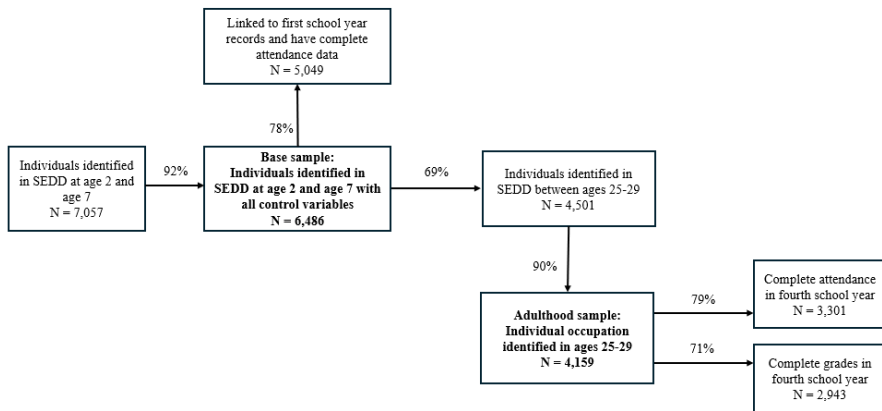 Linked to first school year
records and have complete
attendance data
N = 5,049
78%
Individuals identified
in SEDD at age 2 and
age 7
N = 7,057
92%
Base sample:
Individuals identified in
SEDD at age 2 and age 7 with
all control variables
N = 6,486
69%
Individuals identified in
SEDD between ages 25-29
N = 4,501
90%
Adulthood sample:
Individual occupation
identified in ages 25-29
N = 4,159
79%
Complete attendance
in fourth school year
N = 3,301
71%
Complete grades in
fourth school year
N = 2,943